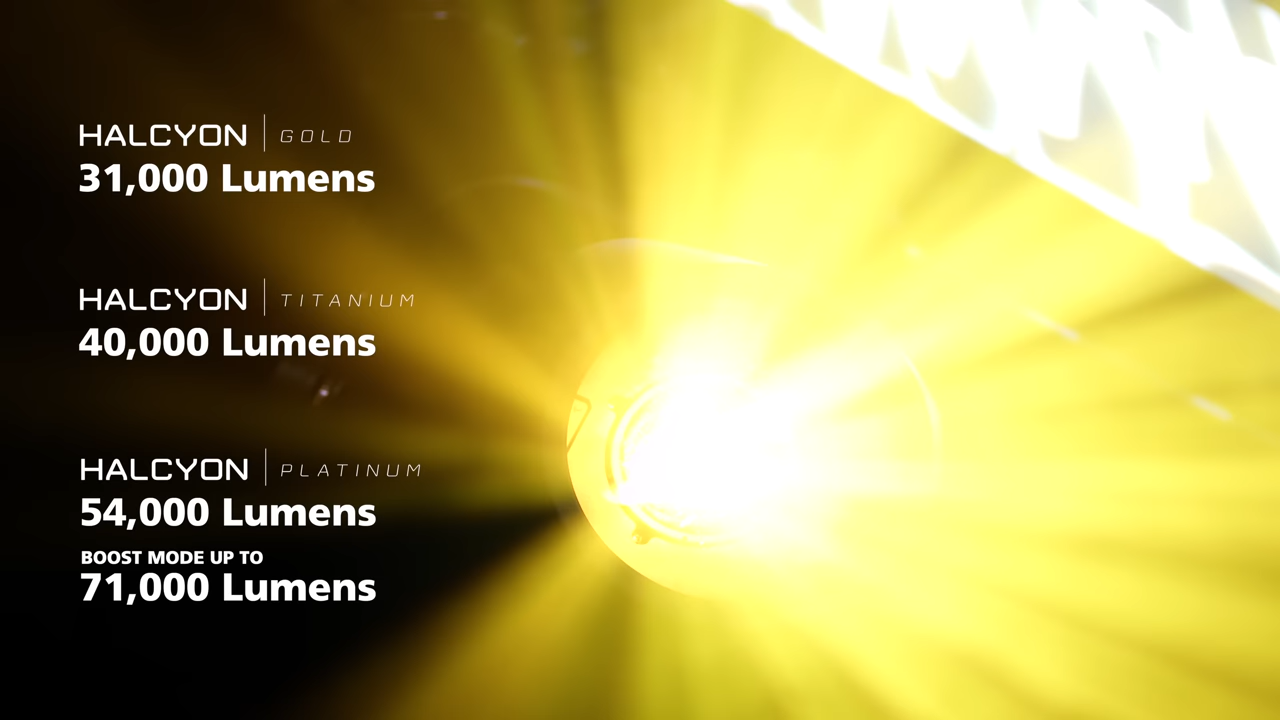 HALCYON | GOLD
31,000 Lumens
HALCYON | TITANIUM
40,000 Lumens
HALCYON | PLATINUM
54,000 Lumens
BOOST MODE UP TO
71,000 Lumens